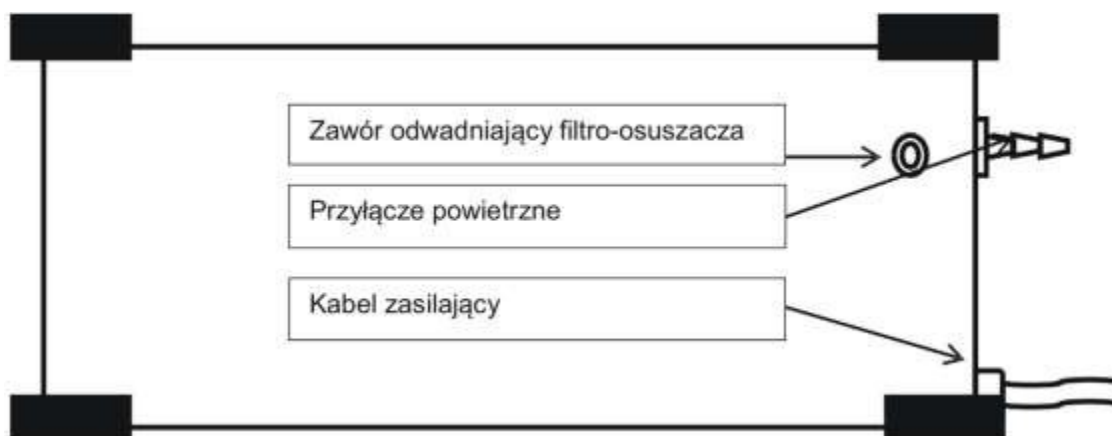 Zawór odwadniający filtro-osuszacza
Przyłącze powietrzne
Kabel zasilający